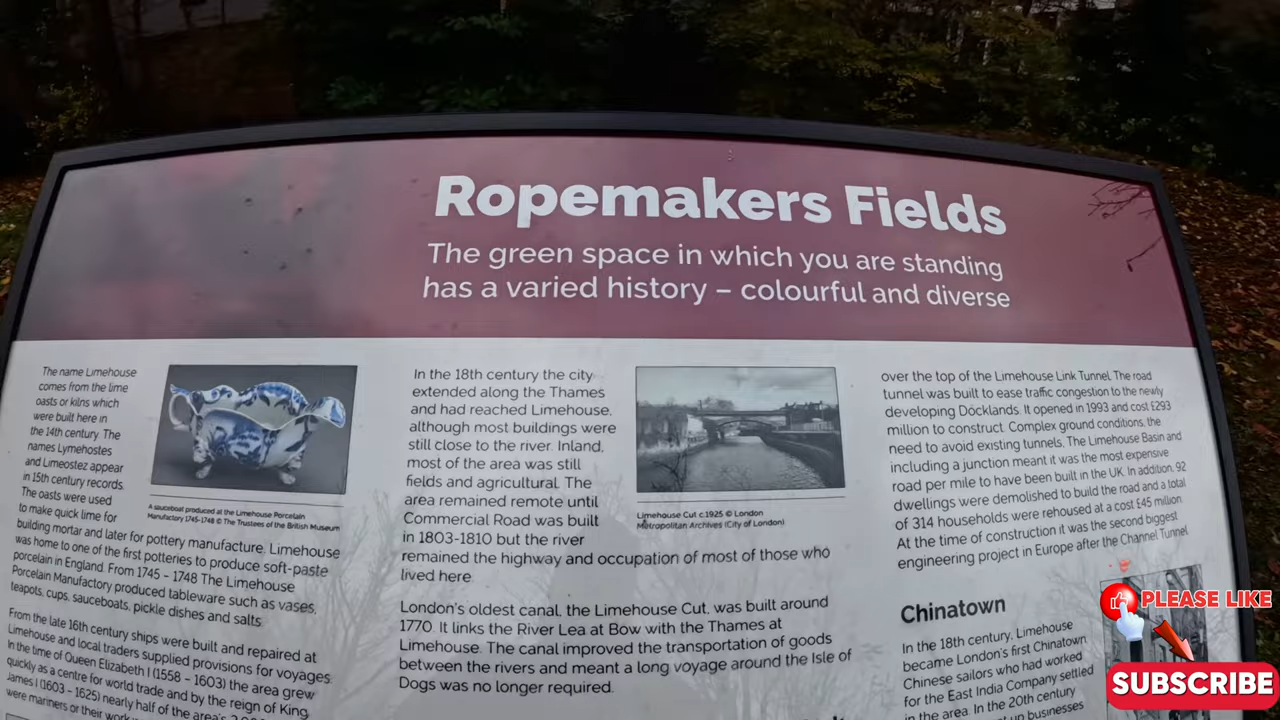 Ropemakers Fields
The green space in which you are standing
has a varied history – colourful and diverse
The name Limehouse
comes from the lime
oasts or kilns which
were built here in
the 14th century. The
names Lymehostes
and Limeostez appear
in 15th century records.
The oasts were used
to make quick lime for
building mortar and later for pottery manufacture. Limehouse
was home to one of the first potteries to produce soft-paste
porcelain in England. From 1745 – 1748 The Limehouse
Porcelain Manufactory produced tableware such as vases,
teapots, cups, sauceboats, pickle dishes and salts.
From the late 16th century ships were built and repaired at
Limehouse and local traders supplied provisions for voyages.
In the time of Queen Elizabeth I (1558 – 1603) the area grew
quickly as a centre for world trade and by the reign of King
James I (1603 – 1625) nearly half of the area's
were mariners or their
A sauceboat produced at the Limehouse Porcelain
Manufactory 1745-1748 © The Trustees of the British Museum
In the 18th century the city
extended along the Thames
and had reached Limehouse,
although most buildings were
still close to the river. Inland,
most of the area was still
fields and agricultural. The
area remained remote until
Commercial Road was built
in 1803-1810 but the river
remained the highway and occupation of most of those who
lived here.
London's oldest canal, the Limehouse Cut, was built around
1770. It links the River Lea at Bow with the Thames at
Limehouse. The canal improved the transportation of goods
between the rivers and meant a long voyage around the Isle of
Dogs was no longer required.
Limehouse Cut c.1925 © London
Metropolitan Archives (City of London)
over the top of the Limehouse Link Tunnel. The road
tunnel was built to ease traffic congestion to the newly
developing Docklands. It opened in 1993 and cost £293
million to construct. Complex ground conditions, the
need to avoid existing tunnels, The Limehouse Basin and
including a junction meant it was the most expensive
road per mile to have been built in the UK. In addition, 92
dwellings were demolished to build the road and a total
of 314 households were rehoused at a cost £45 million.
At the time of construction it was the second biggest
engineering project in Europe after the Channel Tunnel
Chinatown
In the 18th century, Limehouse
became London's first Chinatown.
Chinese sailors who had worked
for the East India Company settled
in the area. In the 20th century
up businesses
PLEASE LIKE
SUBSCRIBE